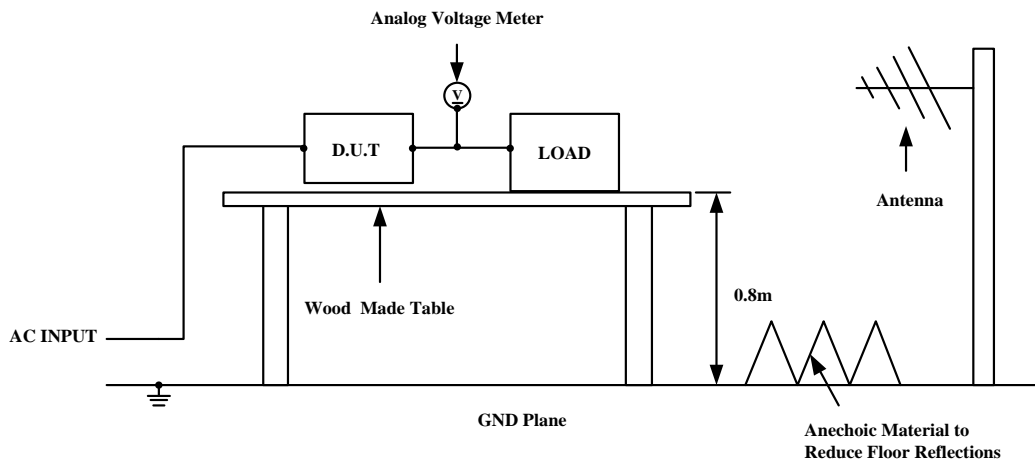 Analog Voltage Meter
V
D.U.T
LOAD
Antenna
Wood Made Table
0.8m
AC INPUT
GND Plane
Anechoic Material to
Reduce Floor Reflections